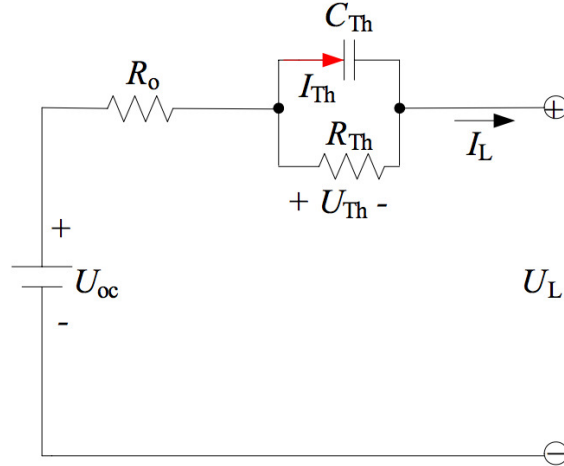 C_Th
R_o
I_Th
+
R_Th
I_L
+ U_Th -
+
U_oc
U_L
-
−